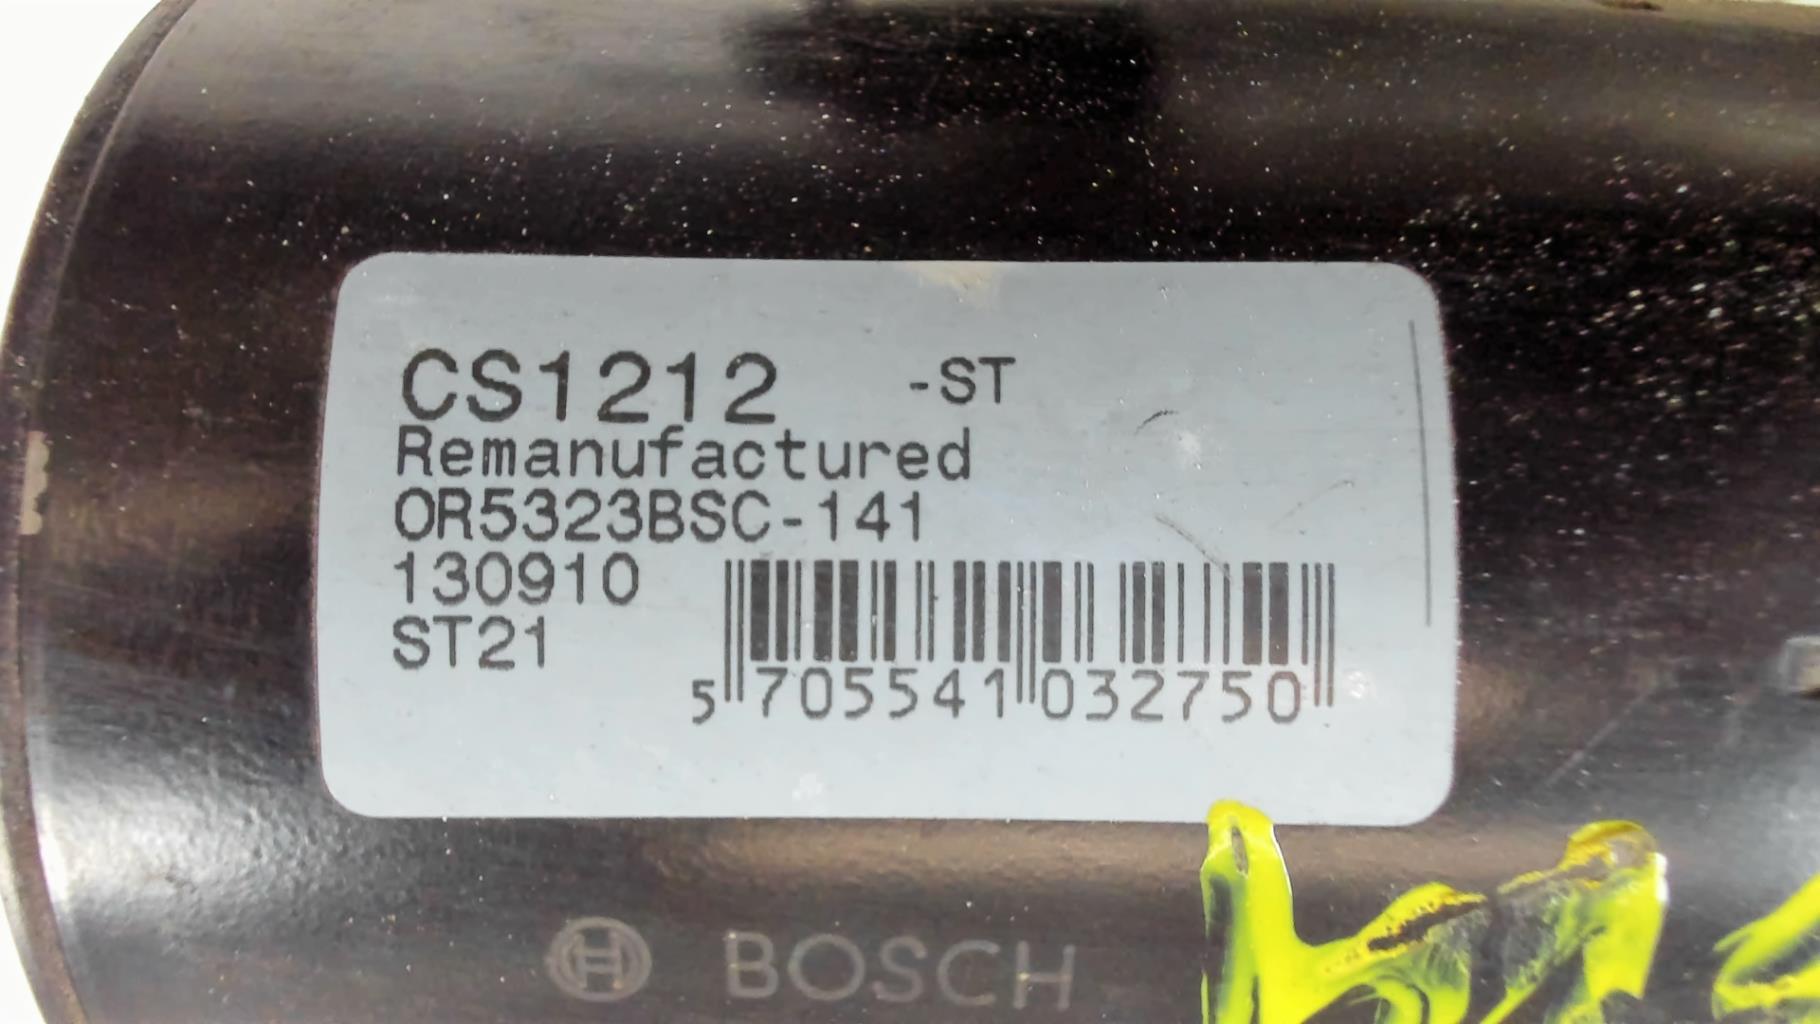 CS1212 -ST
Remanufactured
OR5323BSC-141
130910
ST21
5 705541 032750
BOSCH